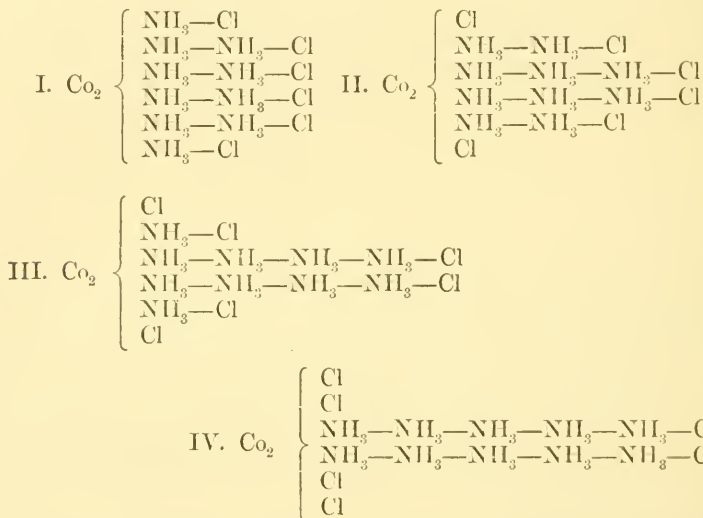 I. Co₂
NH₃—Cl
NH₃—NH₃—Cl
NH₃—NH₃—Cl
NH₃—NH₃—Cl
NH₃—NH₃—Cl
NH₃—Cl
II. Co₂
Cl
NH₃—NH₃—Cl
NH₃—NH₃—NH₃—Cl
NH₃—NH₃—NH₃—Cl
NH₃—NH₃—Cl
Cl
III. Co₂
Cl
NH₃—Cl
NH₃—NH₃—NH₃—NH₃—Cl
NH₃—NH₃—NH₃—NH₃—Cl
NH₃—Cl
Cl
IV. Co₂
Cl
Cl
NH₃—NH₃—NH₃—NH₃—NH₃—
NH₃—NH₃—NH₃—NH₃—NH₃—
Cl
Cl